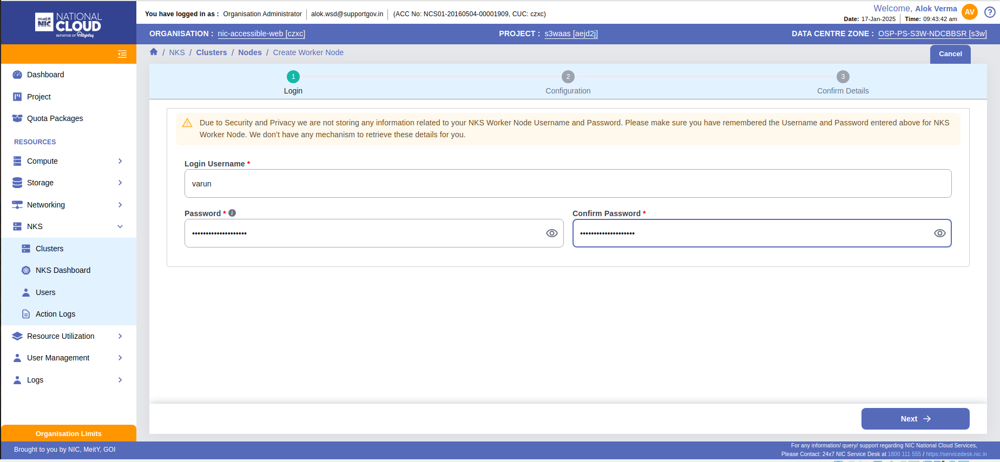 एन आई सी
NIC
NATIONAL
CLOUD
INITIATIVE OF MeghRaj
You have logged in as : Organisation Administrator alok.wsd@supportgov.in (ACC No: NCS01-20160504-00001909, CUC: czxc)
Welcome, Alok Verma
AV
Date: 17-Jan-2025 Time: 09:43:42 am
ORGANISATION : nic-accessible-web [czxc] PROJECT : s3waas [aejd2j] DATA CENTRE ZONE : OSP-PS-S3W-NDCBBSR [s3w]
/ NKS / Clusters / Nodes / Create Worker Node
Cancel
Dashboard
Project
Quota Packages
RESOURCES
Compute
Storage
Networking
NKS
Clusters
NKS Dashboard
Users
Action Logs
Resource Utilization
User Management
Logs
Organisation Limits
1 2 3
Login Configuration Confirm Details
Due to Security and Privacy we are not storing any information related to your NKS Worker Node Username and Password. Please make sure you have remembered the Username and Password entered above for NKS
Worker Node. We don't have any mechanism to retrieve these details for you.
Login Username *
varun
Password * Confirm Password *
Next
Brought to you by NIC, MeitY, GOI
For any information/ query/ support regarding NIC National Cloud Services,
Please Contact: 24x7 NIC Service Desk at 1800 111 555 / https://servicedesk.nic.in